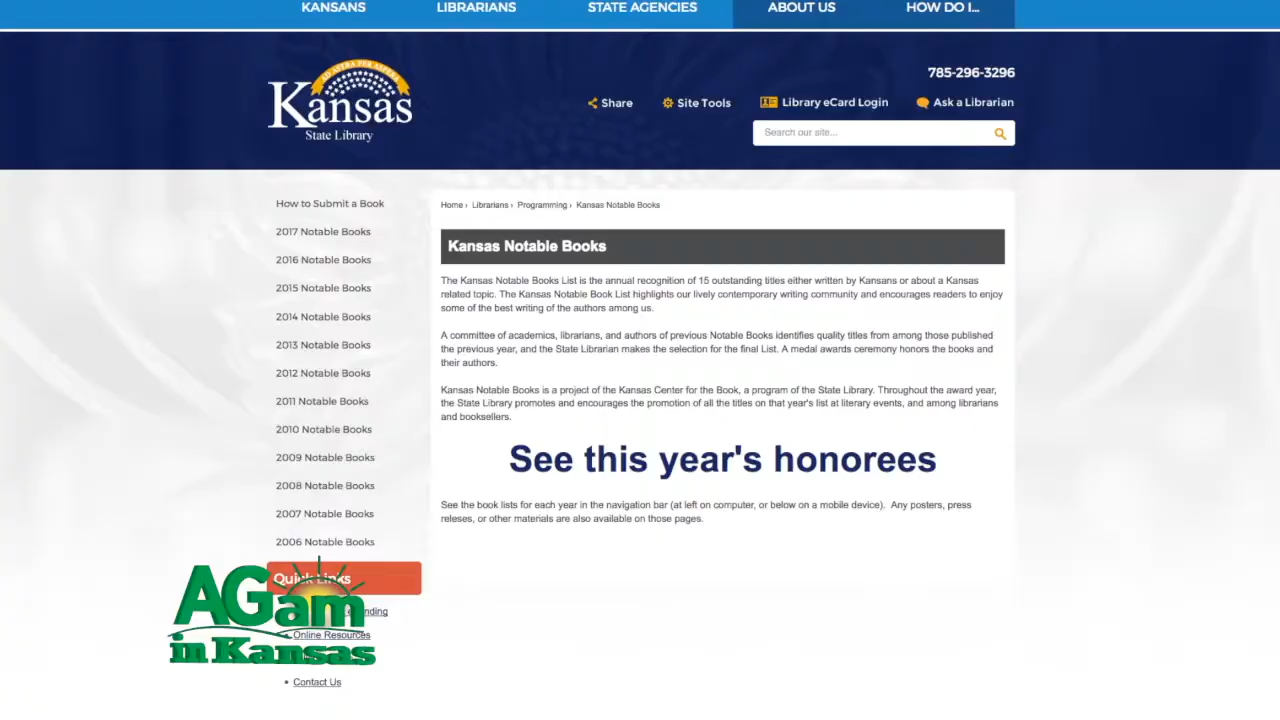 KANSANS
LIBRARIANS
STATE AGENCIES
ABOUT US
HOW DO I...
AD ASTRA PER ASPERA
Kansas
State Library
785-296-3296
Share
Site Tools
Library eCard Login
Ask a Librarian
Search our site...
How to Submit a Book
2017 Notable Books
2016 Notable Books
2015 Notable Books
2014 Notable Books
2013 Notable Books
2012 Notable Books
2011 Notable Books
2010 Notable Books
2009 Notable Books
2008 Notable Books
2007 Notable Books
2006 Notable Books
Quick Links
Online Resources
Contact Us
Home › Librarians › Programming › Kansas Notable Books
Kansas Notable Books
The Kansas Notable Books List is the annual recognition of 15 outstanding titles either written by Kansans or about a Kansas
related topic. The Kansas Notable Book List highlights our lively contemporary writing community and encourages readers to enjoy
some of the best writing of the authors among us.
A committee of academics, librarians, and authors of previous Notable Books identifies quality titles from among those published
the previous year, and the State Librarian makes the selection for the final List. A medal awards ceremony honors the books and
their authors.
Kansas Notable Books is a project of the Kansas Center for the Book, a program of the State Library. Throughout the award year,
the State Library promotes and encourages the promotion of all the titles on that year's list at literary events, and among librarians
and booksellers.
See this year's honorees
See the book lists for each year in the navigation bar (at left on computer, or below on a mobile device). Any posters, press
releses, or other materials are also available on those pages.
AGam
in Kansas